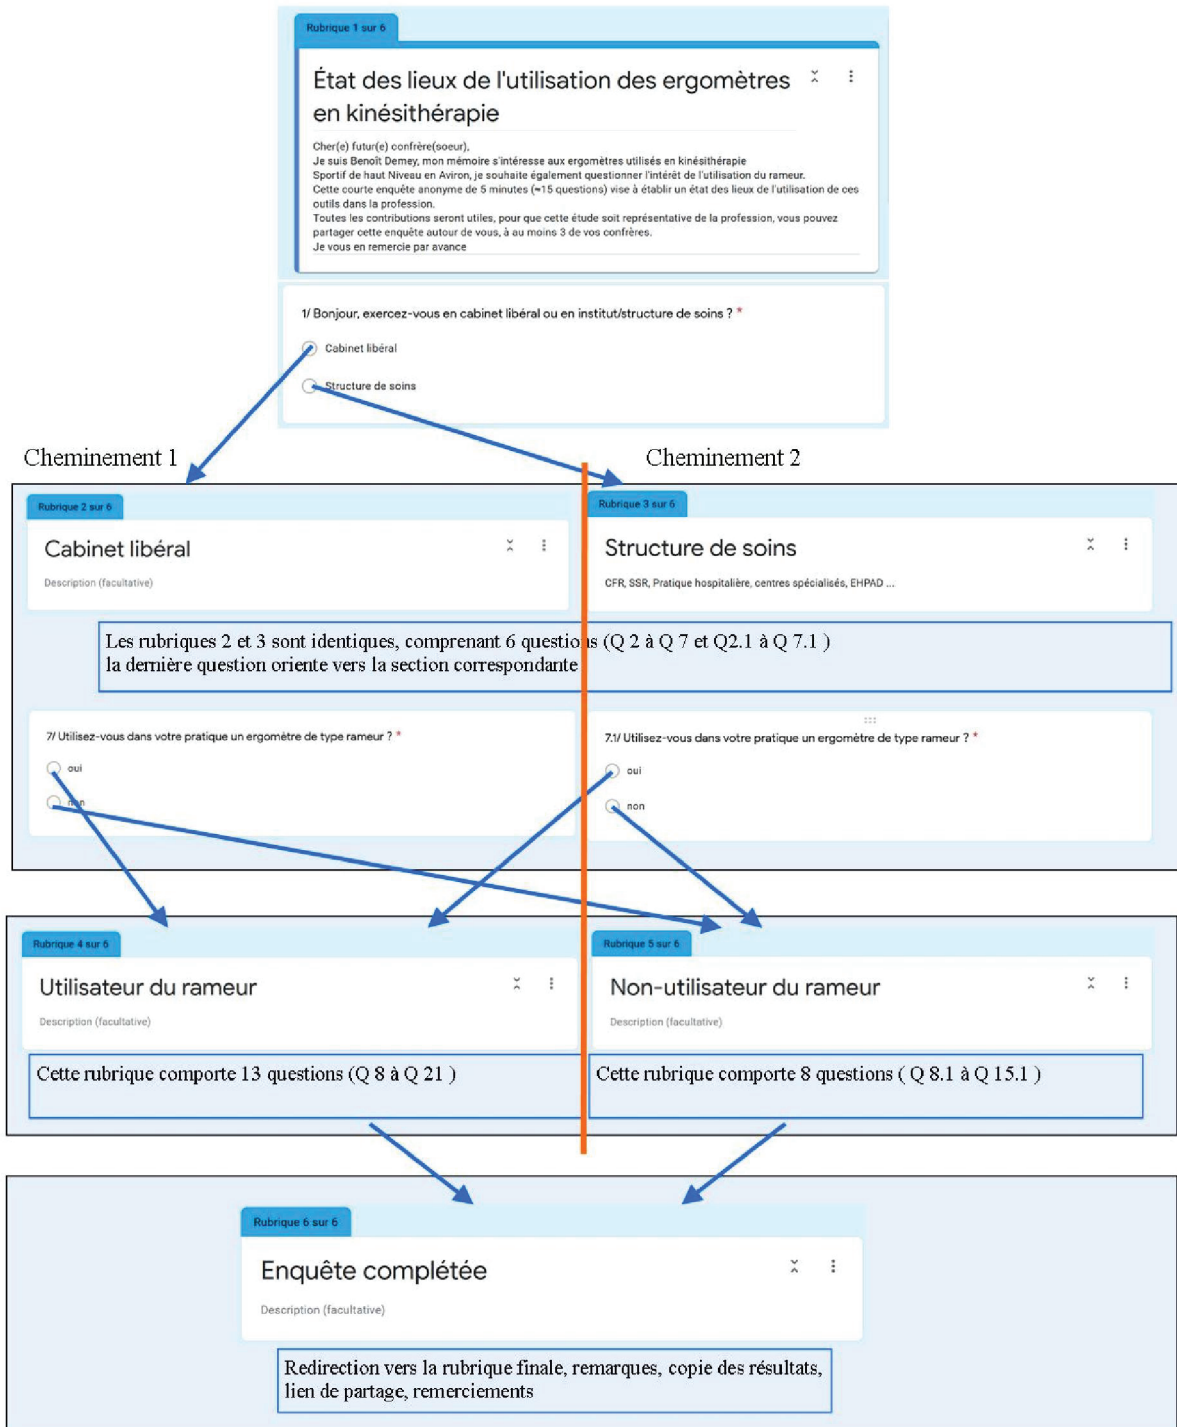 Rubrique 1 sur 6
État des lieux de l'utilisation des ergomètres
en kinésithérapie
Cher(e) futur(e) confrère(soeur),
Je suis Benoît Demey, mon mémoire s'intéresse aux ergomètres utilisés en kinésithérapie
Sportif de haut Niveau en Aviron, je souhaite également questionner l'intérêt de l'utilisation du rameur.
Cette courte enquête anonyme de 5 minutes (≈15 questions) vise à établir un état des lieux de l'utilisation de ces
outils dans la profession.
Toutes les contributions seront utiles, pour que cette étude soit représentative de la profession, vous pouvez
partager cette enquête autour de vous, à au moins 3 de vos confrères.
Je vous en remercie par avance
1/ Bonjour, exercez-vous en cabinet libéral ou en institut/structure de soins ? *
Cabinet libéral
Structure de soins
Cheminement 1
Cheminement 2
Rubrique 2 sur 6
Cabinet libéral
Description (facultative)
Rubrique 3 sur 6
Structure de soins
CFR, SSR, Pratique hospitalière, centres spécialisés, EHPAD ...
Les rubriques 2 et 3 sont identiques, comprenant 6 questions (Q 2 à Q 7 et Q2.1 à Q 7.1 )
la dernière question oriente vers la section correspondante
7/ Utilisez-vous dans votre pratique un ergomètre de type rameur ? *
oui
non
7.1/ Utilisez-vous dans votre pratique un ergomètre de type rameur ? *
oui
non
Rubrique 4 sur 6
Utilisateur du rameur
Description (facultative)
Cette rubrique comporte 13 questions (Q 8 à Q 21 )
Rubrique 5 sur 6
Non-utilisateur du rameur
Description (facultative)
Cette rubrique comporte 8 questions ( Q 8.1 à Q 15.1 )
Rubrique 6 sur 6
Enquête complétée
Description (facultative)
Redirection vers la rubrique finale, remarques, copie des résultats,
lien de partage, remerciements